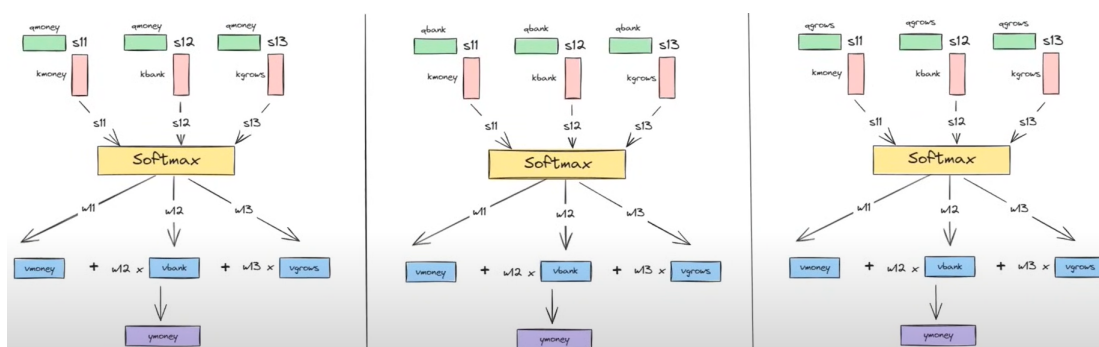 qmoney qmoney qmoney
s11 s12 s13
kmoney kbank kgrows
s11 s12 s13
Softmax
w11 w12 w13
vmoney + w12 × vbank + w13 × vgrows
ymoney
qbank qbank qbank
s11 s12 s13
kmoney kbank kgrows
s11 s12 s13
Softmax
w11 w12 w13
vmoney + w12 × vbank + w13 × vgrows
ymoney
qgrows qgrows qgrows
s11 s12 s13
kmoney kbank kgrows
s11 s12 s13
Softmax
w11 w12 w13
vmoney + w12 × vbank + w13 × vgrows
ymoney